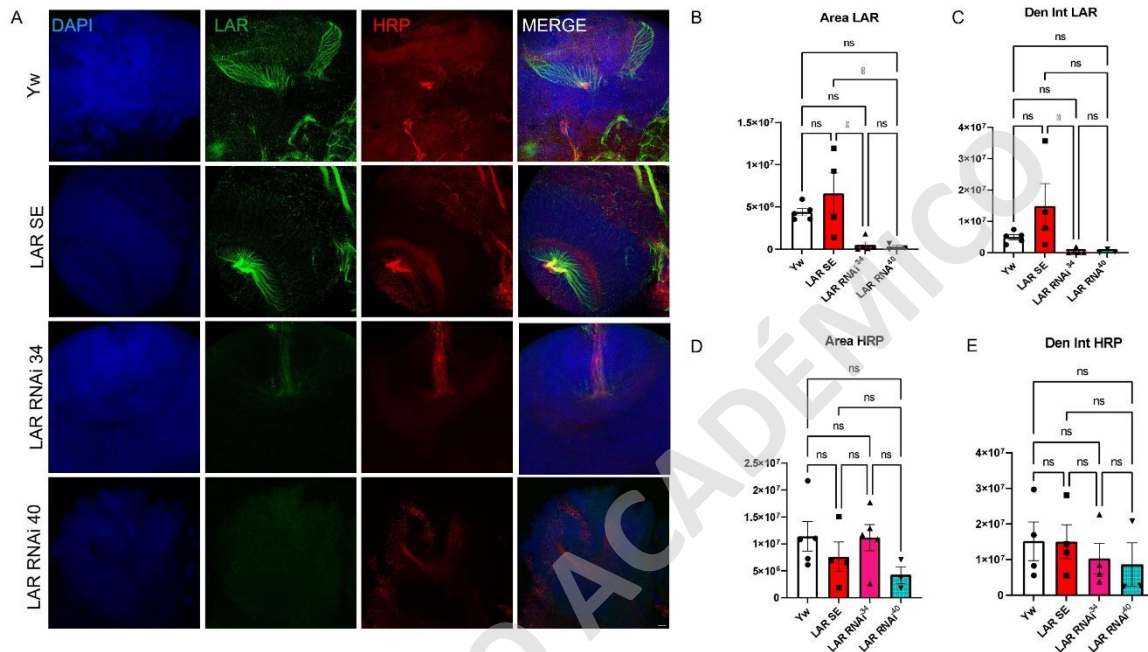 A
DAPI LAR HRP MERGE
Yw
LAR SE
LAR RNAi 34
LAR RNAi 40
B
Area LAR
ns
ns
ns
ns
1.5×10⁷
1.0×10⁷
5×10⁶
0
Yw
LAR SE
LAR RNAi³⁴
LAR RNAi⁴⁰
C
Den Int LAR
ns
ns
ns
ns
ns
4×10⁷
3×10⁷
2×10⁷
1×10⁷
0
Yw
LAR SE
LAR RNAi³⁴
LAR RNA⁴⁰
D
Area HRP
ns
ns
ns
ns
ns
ns
2.5×10⁷
2.0×10⁷
1.5×10⁷
1.0×10⁷
5×10⁶
0
Yw
LAR SE
LAR RNAi³⁴
LAR RNAi⁴⁰
E
Den Int HRP
ns
ns
ns
ns
ns
ns
4×10⁷
3×10⁷
2×10⁷
1×10⁷
0
Yw
LAR SE
LAR RNAi³⁴
LAR RNAi⁴⁰
O ACADÉMICO